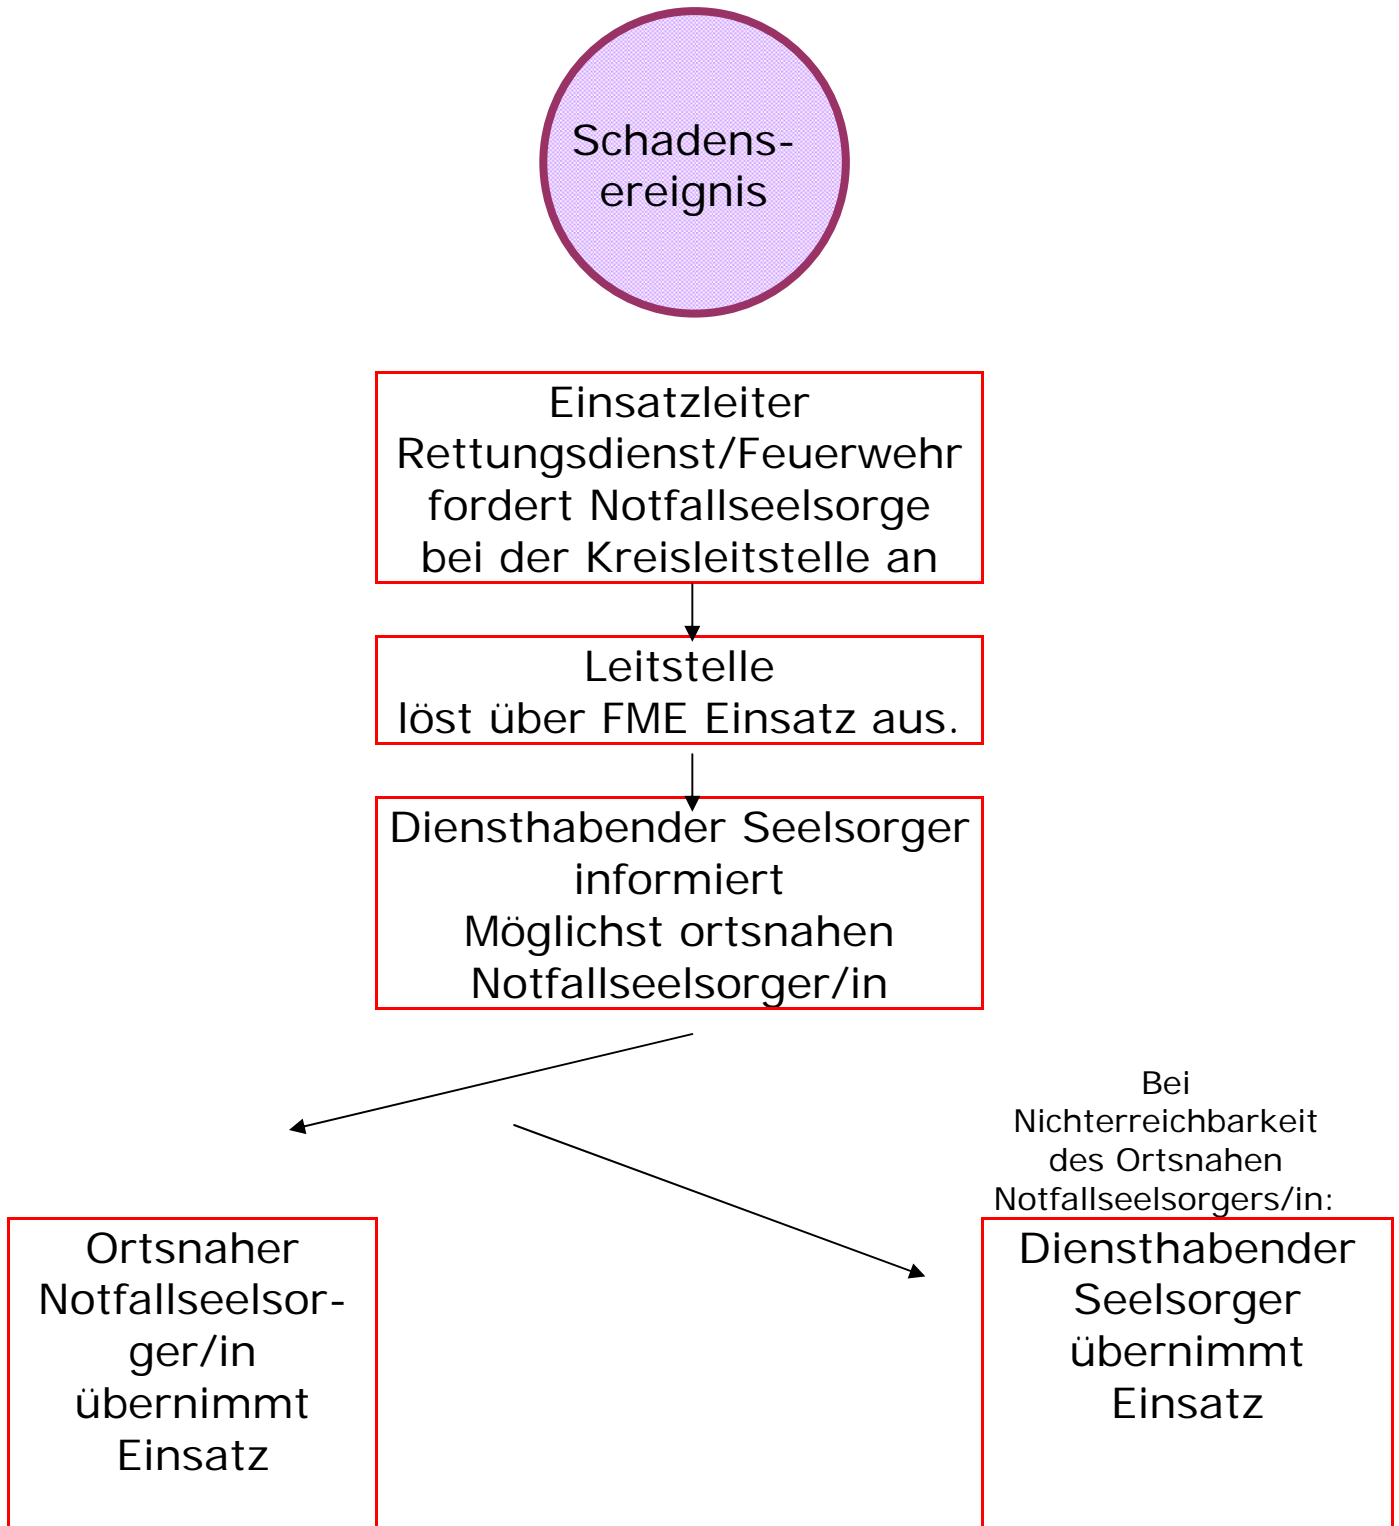 Schadens-
ereignis
Einsatzleiter
Rettungsdienst/Feuerwehr
fordert Notfallseelsorge
bei der Kreisleitstelle an
Leitstelle
löst über FME Einsatz aus.
Diensthabender Seelsorger
informiert
Möglichst ortsnahen
Notfallseelsorger/in
Ortsnaher
Notfallseelsor-
ger/in
übernimmt
Einsatz
Bei
Nichterreichbarkeit
des Ortsnahen
Notfallseelsorgers/in:
Diensthabender
Seelsorger
übernimmt
Einsatz